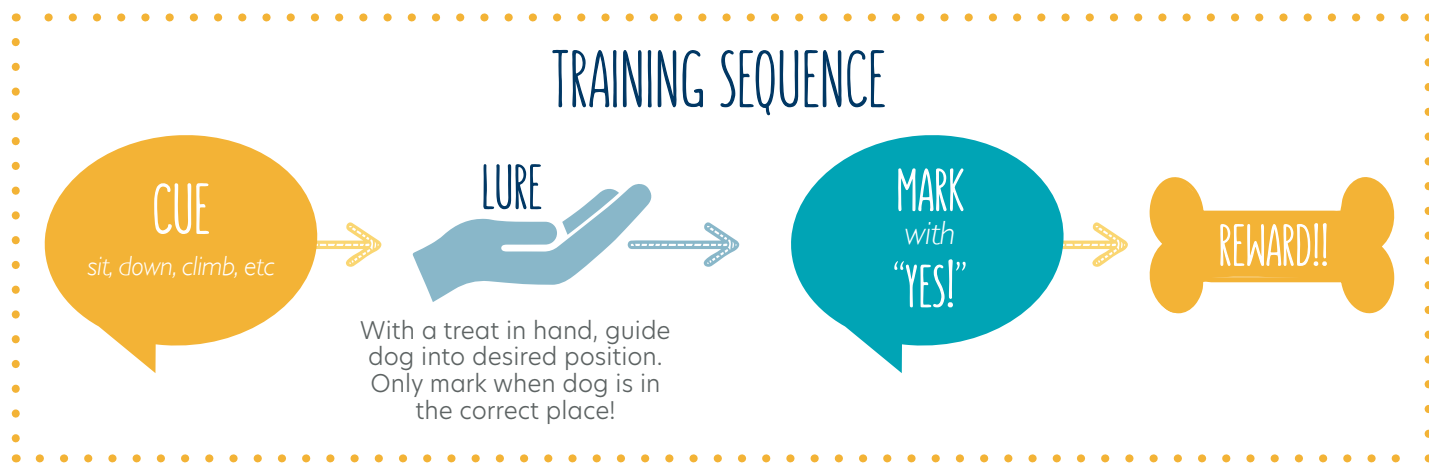 TRAINING SEQUENCE
CUE
sit, down, climb, etc
LURE
With a treat in hand, guide
dog into desired position.
Only mark when dog is in
the correct place!
MARK
with
“YES!”
REWARD!!